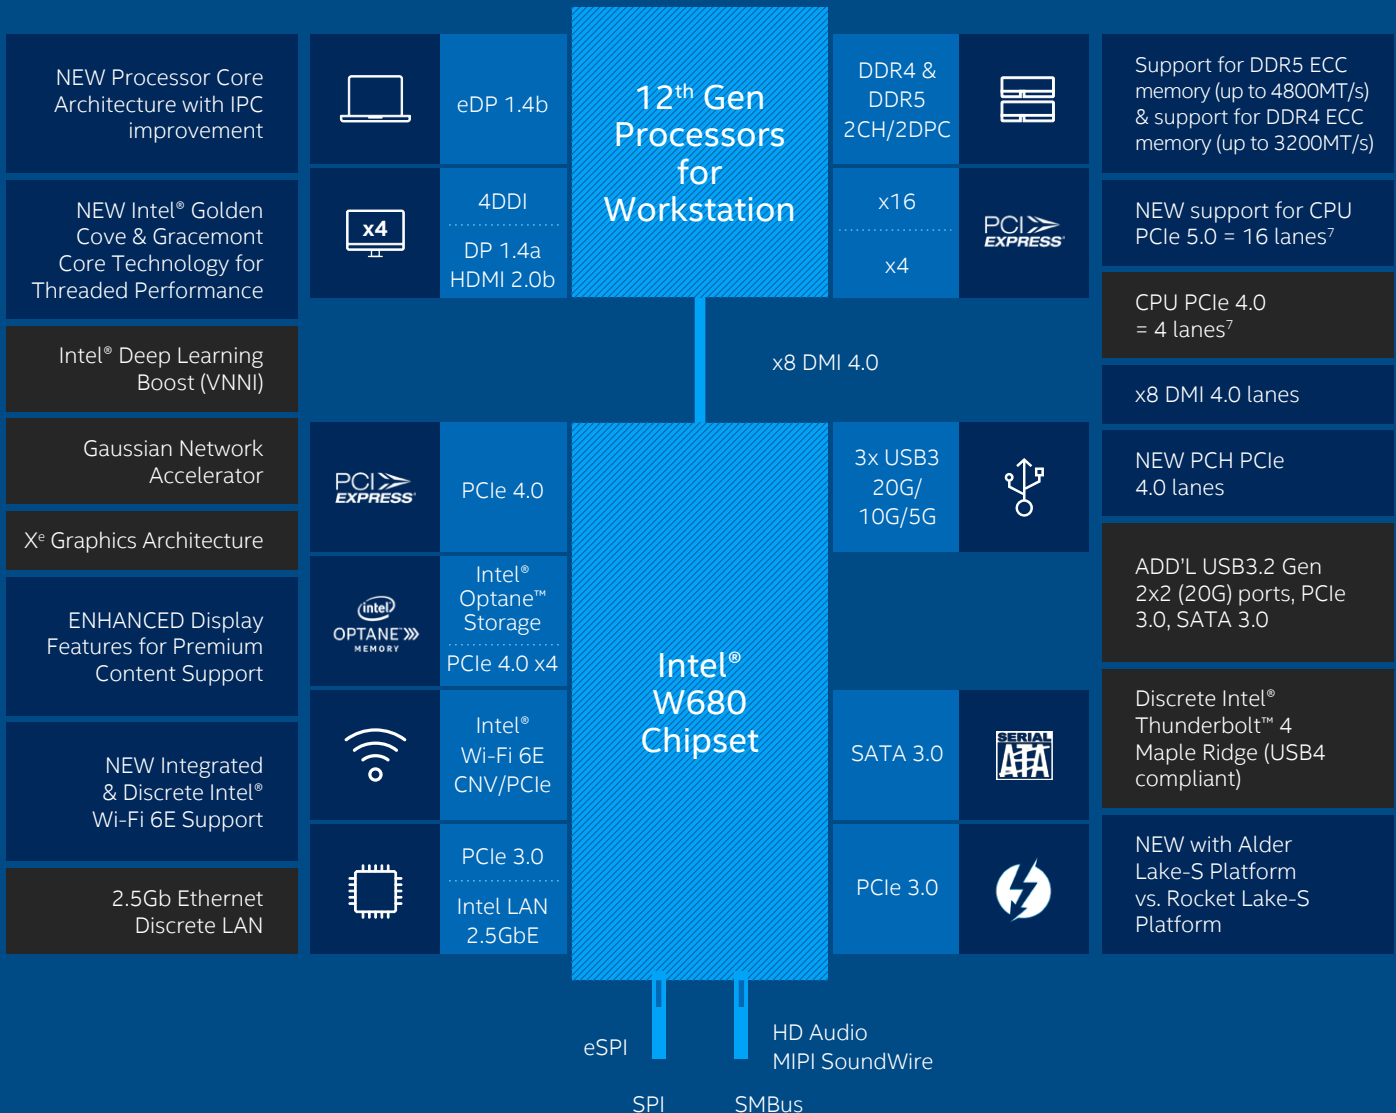 NEW Processor Core
Architecture with IPC
improvement
NEW Intel® Golden
Cove & Gracemont
Core Technology for
Threaded Performance
Intel® Deep Learning
Boost (VNNI)
Gaussian Network
Accelerator
Xᵉ Graphics Architecture
ENHANCED Display
Features for Premium
Content Support
NEW Integrated
& Discrete Intel®
Wi-Fi 6E Support
2.5Gb Ethernet
Discrete LAN
eDP 1.4b
x4
4DDI
DP 1.4a
HDMI 2.0b
PCI
EXPRESS®
PCIe 4.0
intel
OPTANE™
MEMORY
Intel®
Optane™
Storage
PCIe 4.0 x4
Intel®
Wi-Fi 6E
CNV/PCIe
PCIe 3.0
Intel LAN
2.5GbE
12th Gen
Processors
for
Workstation
x8 DMI 4.0
Intel®
W680
Chipset
eSPI
SPI
HD Audio
MIPI SoundWire
SMBus
DDR4 &
DDR5
2CH/2DPC
x16
x4
PCI
EXPRESS®
3x USB3
20G/
10G/5G
SATA 3.0
SERIAL
ATA
PCIe 3.0
Support for DDR5 ECC
memory (up to 4800MT/s)
& support for DDR4 ECC
memory (up to 3200MT/s)
NEW support for CPU
PCIe 5.0 = 16 lanes⁷
CPU PCIe 4.0
= 4 lanes⁷
x8 DMI 4.0 lanes
NEW PCH PCIe
4.0 lanes
ADD’L USB3.2 Gen
2x2 (20G) ports, PCIe
3.0, SATA 3.0
Discrete Intel®
Thunderbolt™ 4
Maple Ridge (USB4
compliant)
NEW with Alder
Lake-S Platform
vs. Rocket Lake-S
Platform